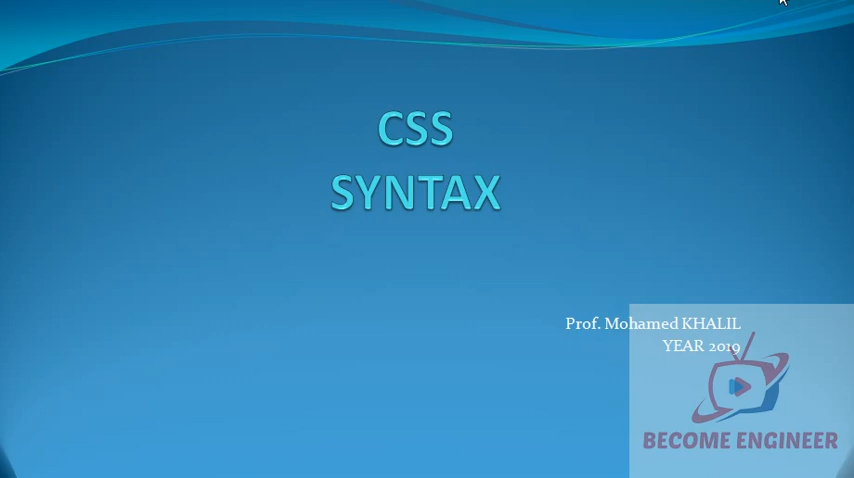 CSS
SYNTAX
Prof. Mohamed KHALIL
YEAR 2019
BECOME ENGINEER